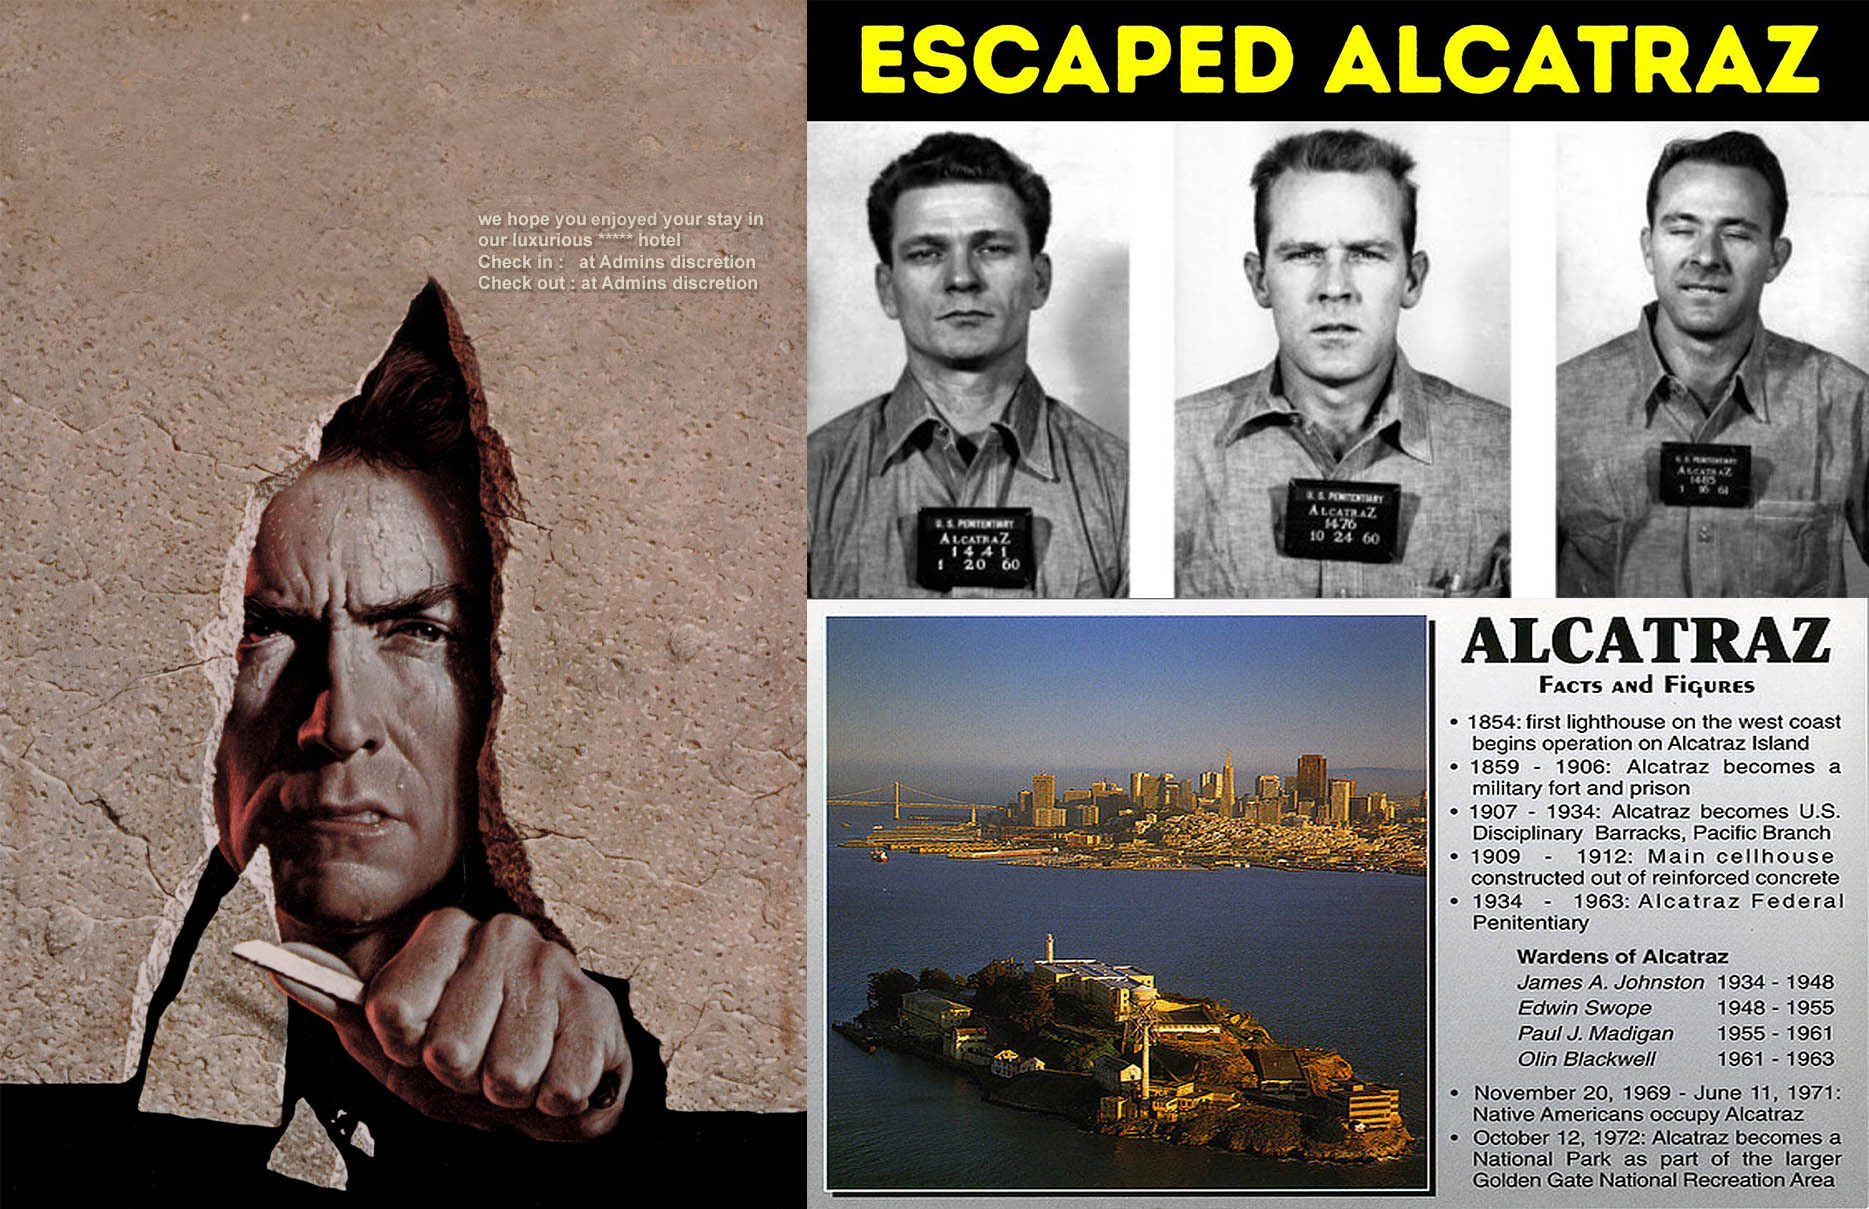 we hope you enjoyed your stay in
our luxurious ***** hotel
Check in : at Admins discretion
Check out : at Admins discretion
ESCAPED ALCATRAZ
U. S. PENITENTIARY
ALCATRAZ
1441
1 20 60
U. S. PENITENTIARY
ALCATRAZ
1476
10 24 60
U. S. PENITENTIARY
ALCATRAZ
1485
1 16 61
ALCATRAZ
FACTS AND FIGURES
• 1854: first lighthouse on the west coast
begins operation on Alcatraz Island
• 1859 - 1906: Alcatraz becomes a
military fort and prison
• 1907 - 1934: Alcatraz becomes U.S.
Disciplinary Barracks, Pacific Branch
• 1909 - 1912: Main cellhouse
constructed out of reinforced concrete
• 1934 - 1963: Alcatraz Federal
Penitentiary
Wardens of Alcatraz
James A. Johnston 1934 - 1948
Edwin Swope 1948 - 1955
Paul J. Madigan 1955 - 1961
Olin Blackwell 1961 - 1963
• November 20, 1969 - June 11, 1971:
Native Americans occupy Alcatraz
• October 12, 1972: Alcatraz becomes a
National Park as part of the larger
Golden Gate National Recreation Area